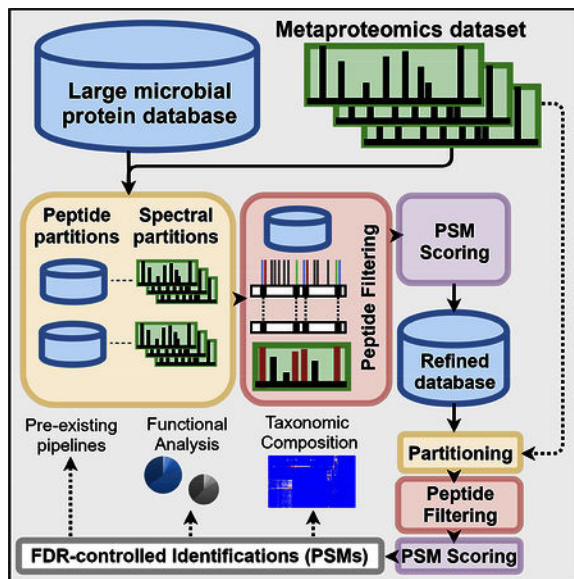 Metaproteomics dataset
Large microbial
protein database
Peptide
partitions
Spectral
partitions
Peptide Filtering
PSM
Scoring
Refined
database
Pre-existing
pipelines
Functional
Analysis
Taxonomic
Composition
Partitioning
Peptide
Filtering
PSM Scoring
FDR-controlled Identifications (PSMs)